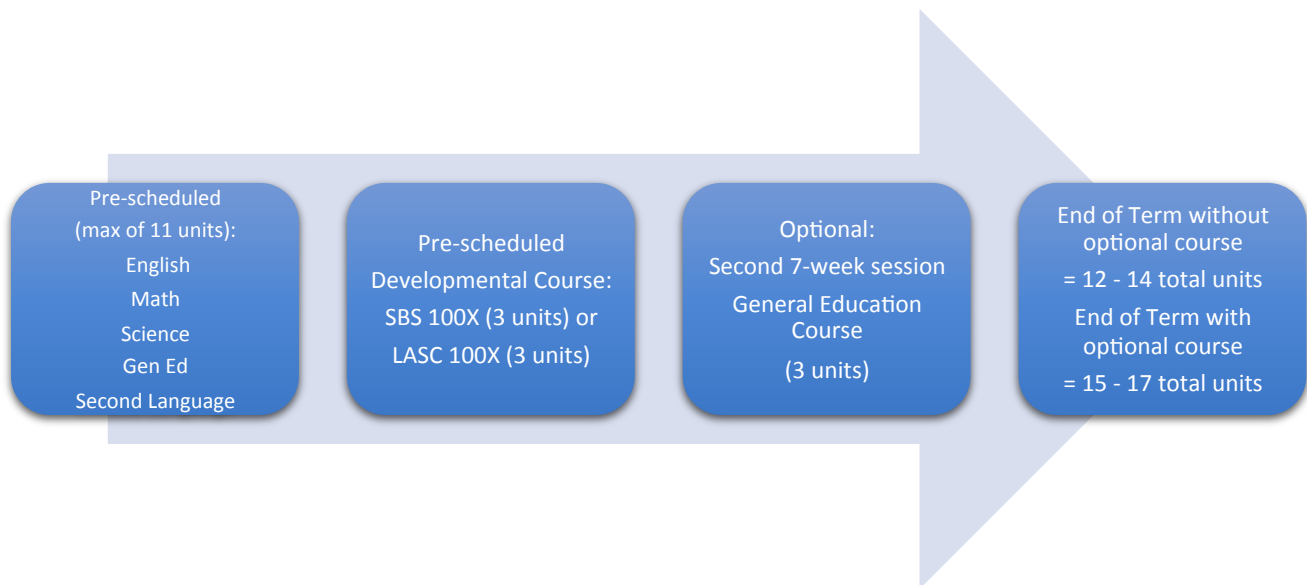 Pre-scheduled
(max of 11 units):
English
Math
Science
Gen Ed
Second Language
Pre-scheduled
Developmental Course:
SBS 100X (3 units) or
LASC 100X (3 units)
Optional:
Second 7-week session
General Education
Course
(3 units)
End of Term without
optional course
= 12 - 14 total units
End of Term with
optional course
= 15 - 17 total units